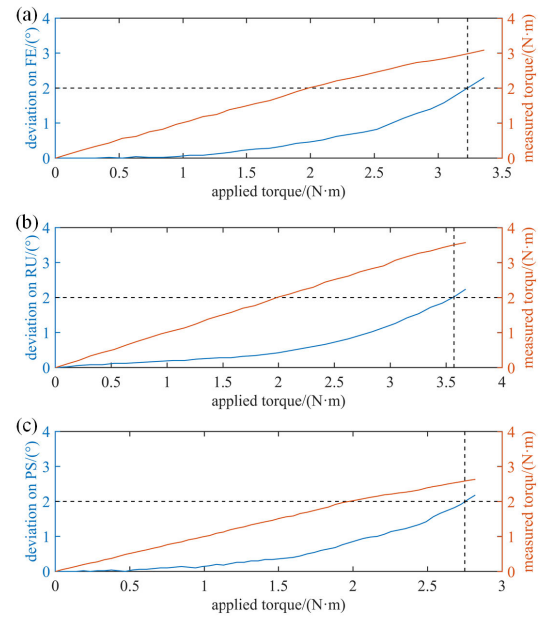 (a)
4
3
2
1
0
deviation on FE/(°)
4
3
2
1
0
measured torque/(N·m)
0 0.5 1 1.5 2 2.5 3 3.5
applied torque/(N·m)
(b)
4
3
2
1
0
deviation on RU/(°)
4
3
2
1
0
measured torque/(N·m)
0 0.5 1 1.5 2 2.5 3 3.5 4
applied torque/(N·m)
(c)
4
3
2
1
0
deviation on PS/(°)
4
3
2
1
0
measured torqu/(N·m)
0 0.5 1 1.5 2 2.5 3
applied torque/(N·m)